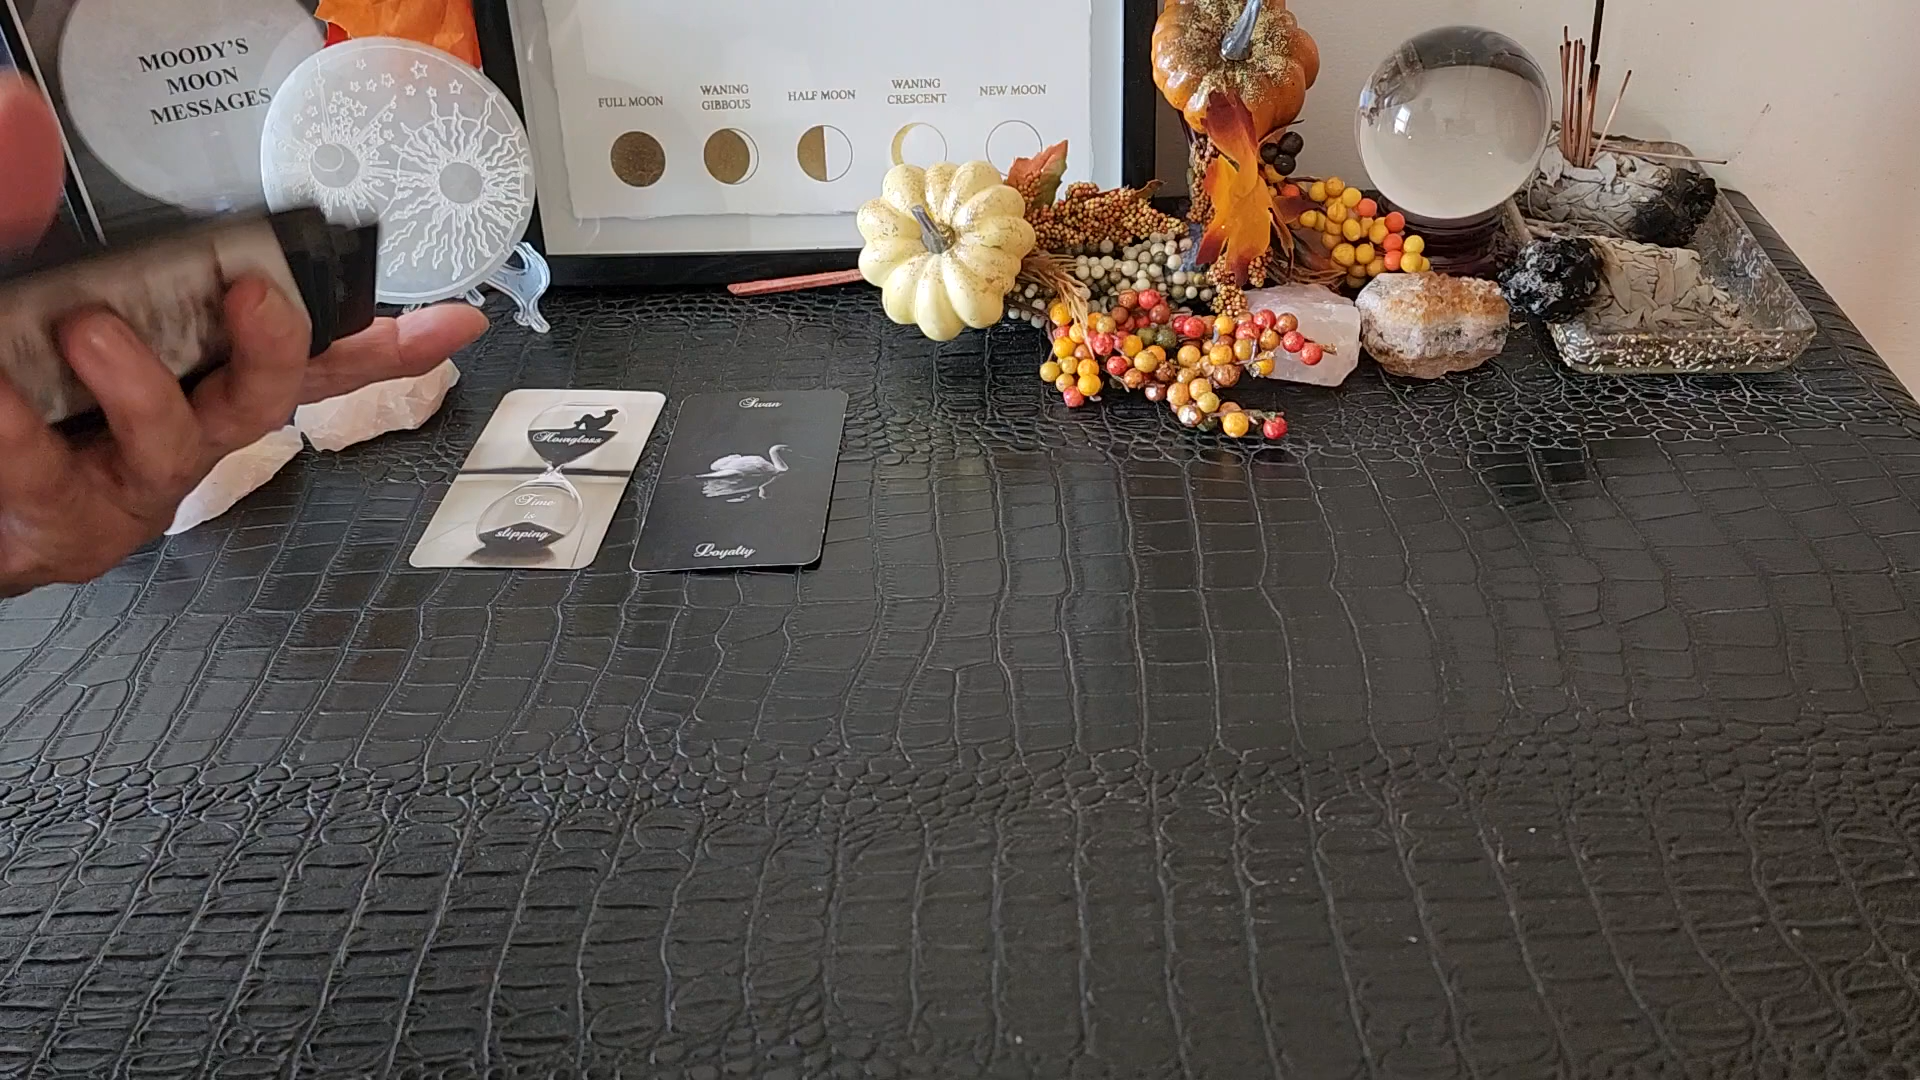 MOODY'S
MOON
MESSAGES
FULL MOON
WANING
GIBBOUS
HALF MOON
WANING
CRESCENT
NEW MOON
Hourglass
Time
is
slipping
Swan
Loyalty